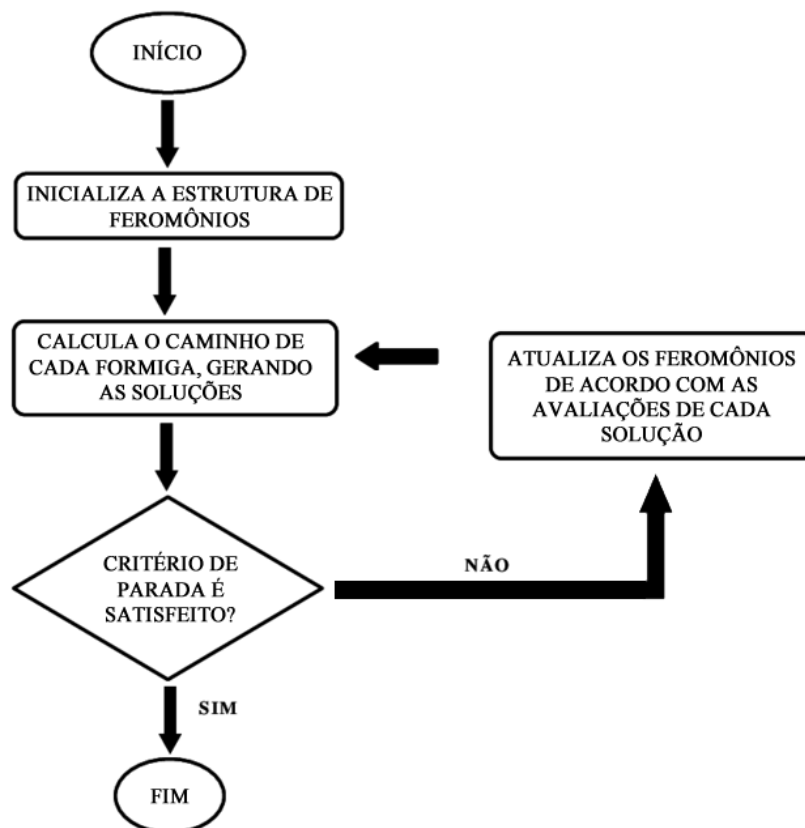 INÍCIO
INICIALIZA A ESTRUTURA DE
FEROMÔNIOS
CALCULA O CAMINHO DE
CADA FORMIGA, GERANDO
AS SOLUÇÕES
ATUALIZA OS FEROMÔNIOS
DE ACORDO COM AS
AVALIAÇÕES DE CADA
SOLUÇÃO
CRITÉRIO DE
PARADA É
SATISFEITO?
NÃO
SIM
FIM